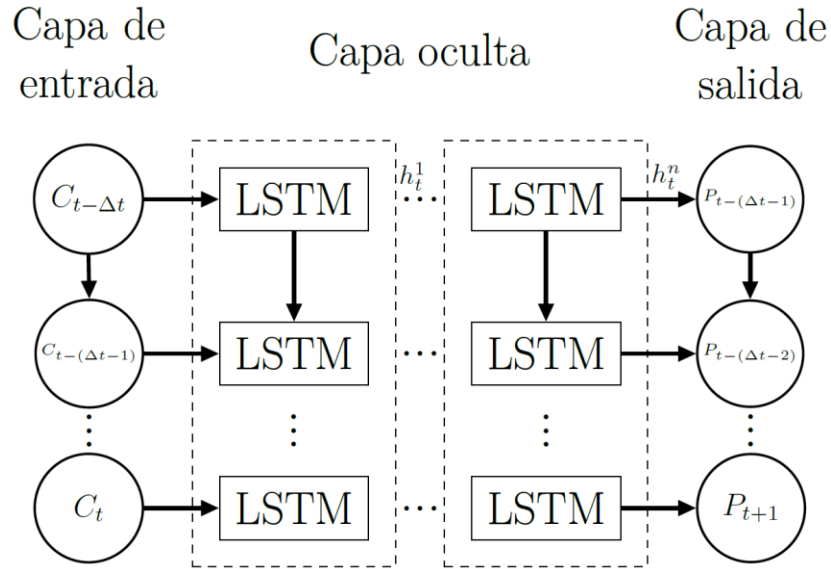 Capa de
entrada
Capa oculta
Capa de
salida
C_{t-Δt}
LSTM
h_t^1
...
LSTM
h_t^n
P_{t-(Δt-1)}
C_{t-(Δt-1)}
LSTM
...
LSTM
P_{t-(Δt-2)}
C_t
LSTM
...
LSTM
P_{t+1}